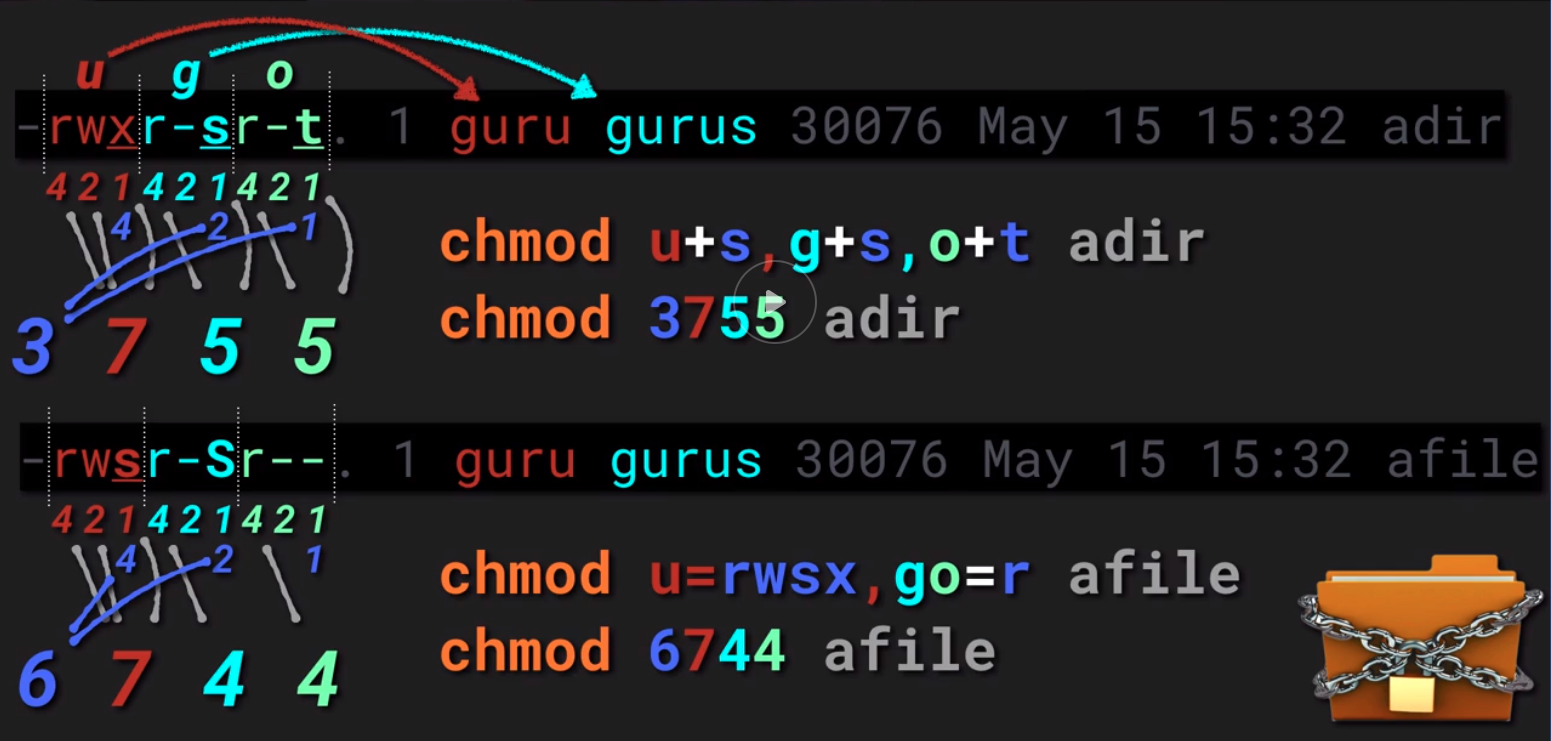 u g o
-rwxr-sr-t. 1 guru gurus 30076 May 15 15:32 adir
4 2 1 4 2 1 4 2 1
4 2 1
chmod u+s,g+s,o+t adir
chmod 3755 adir
3 7 5 5
-rwsr-Sr--. 1 guru gurus 30076 May 15 15:32 afile
4 2 1 4 2 1 4 2 1
4 2 1
chmod u=rwsx,go=r afile
chmod 6744 afile
6 7 4 4